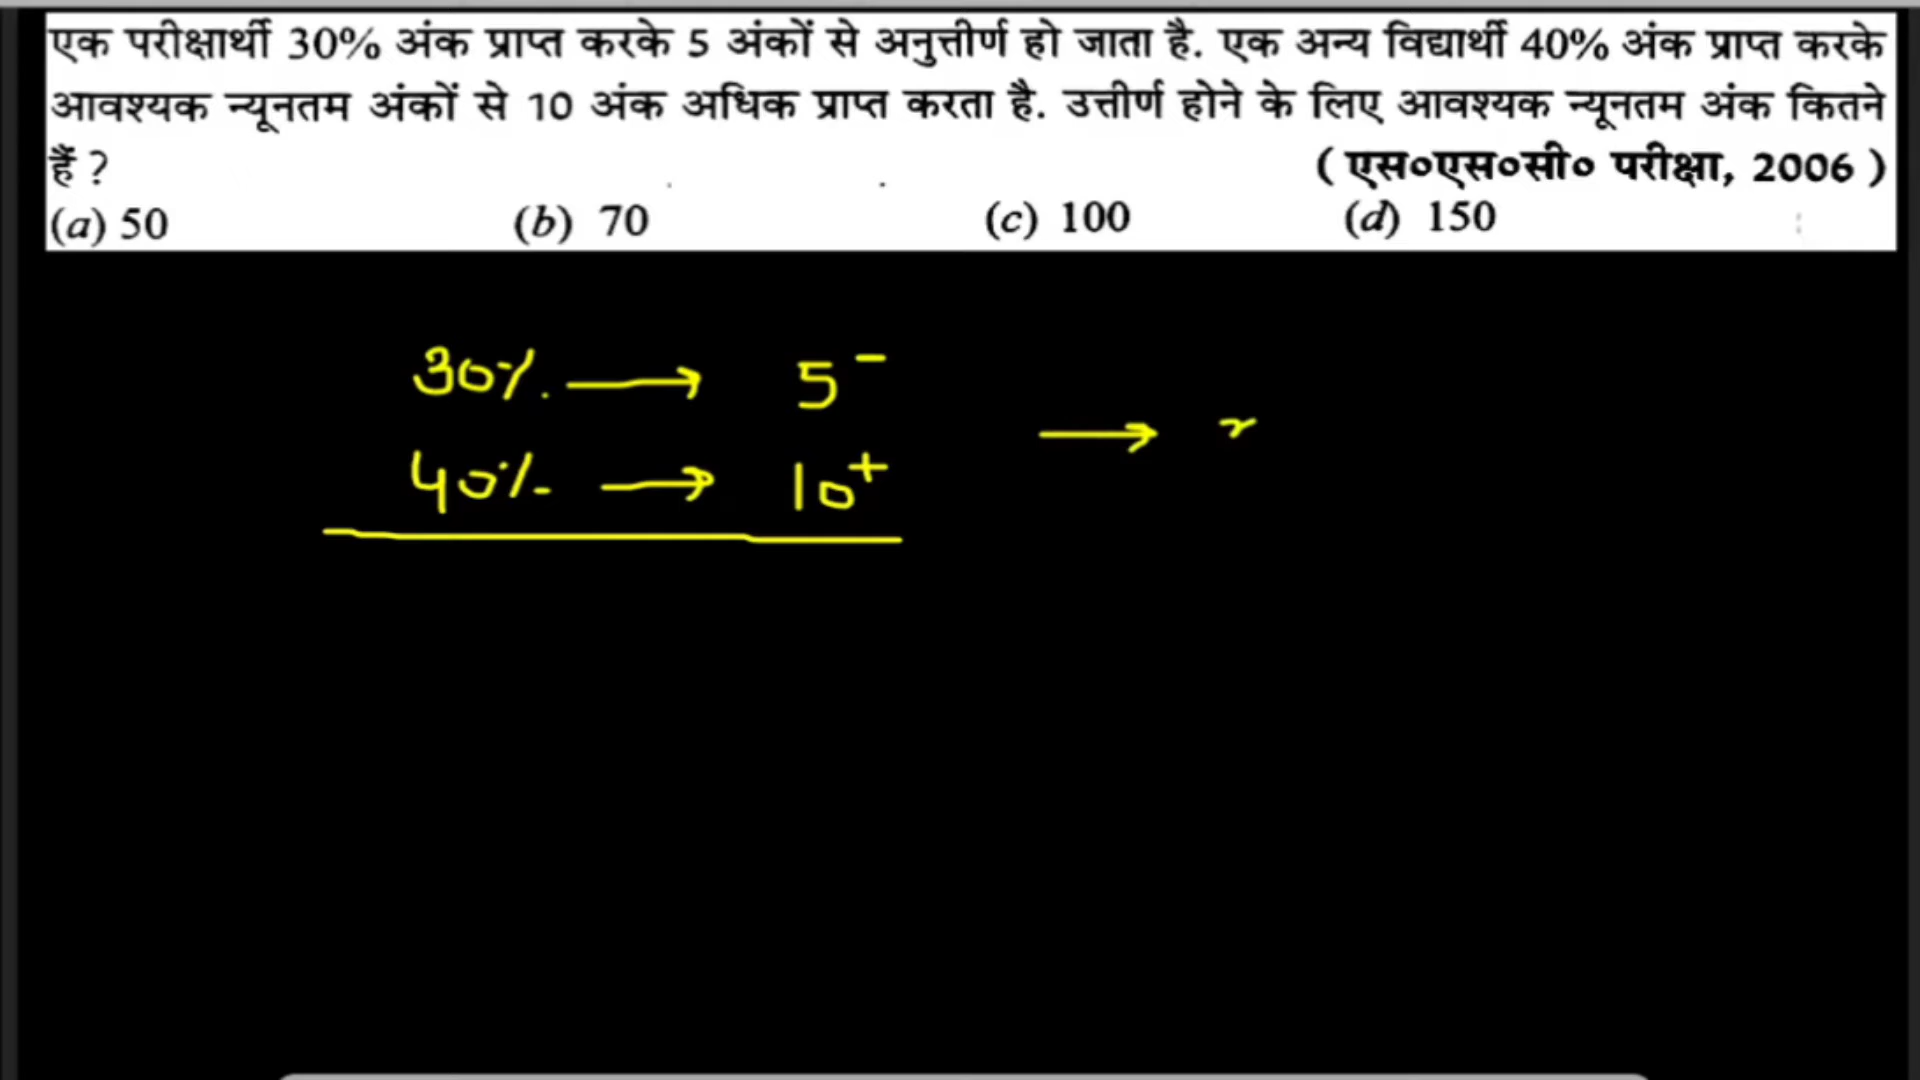 एक परीक्षार्थी 30% अंक प्राप्त करके 5 अंकों से अनुत्तीर्ण हो जाता है. एक अन्य विद्यार्थी 40% अंक प्राप्त करके
आवश्यक न्यूनतम अंकों से 10 अंक अधिक प्राप्त करता है. उत्तीर्ण होने के लिए आवश्यक न्यूनतम अंक कितने
हैं ? ( एस०एस०सी० परीक्षा, 2006 )
(a) 50 (b) 70 (c) 100 (d) 150
30% → 5⁻
40% → 10⁺
→